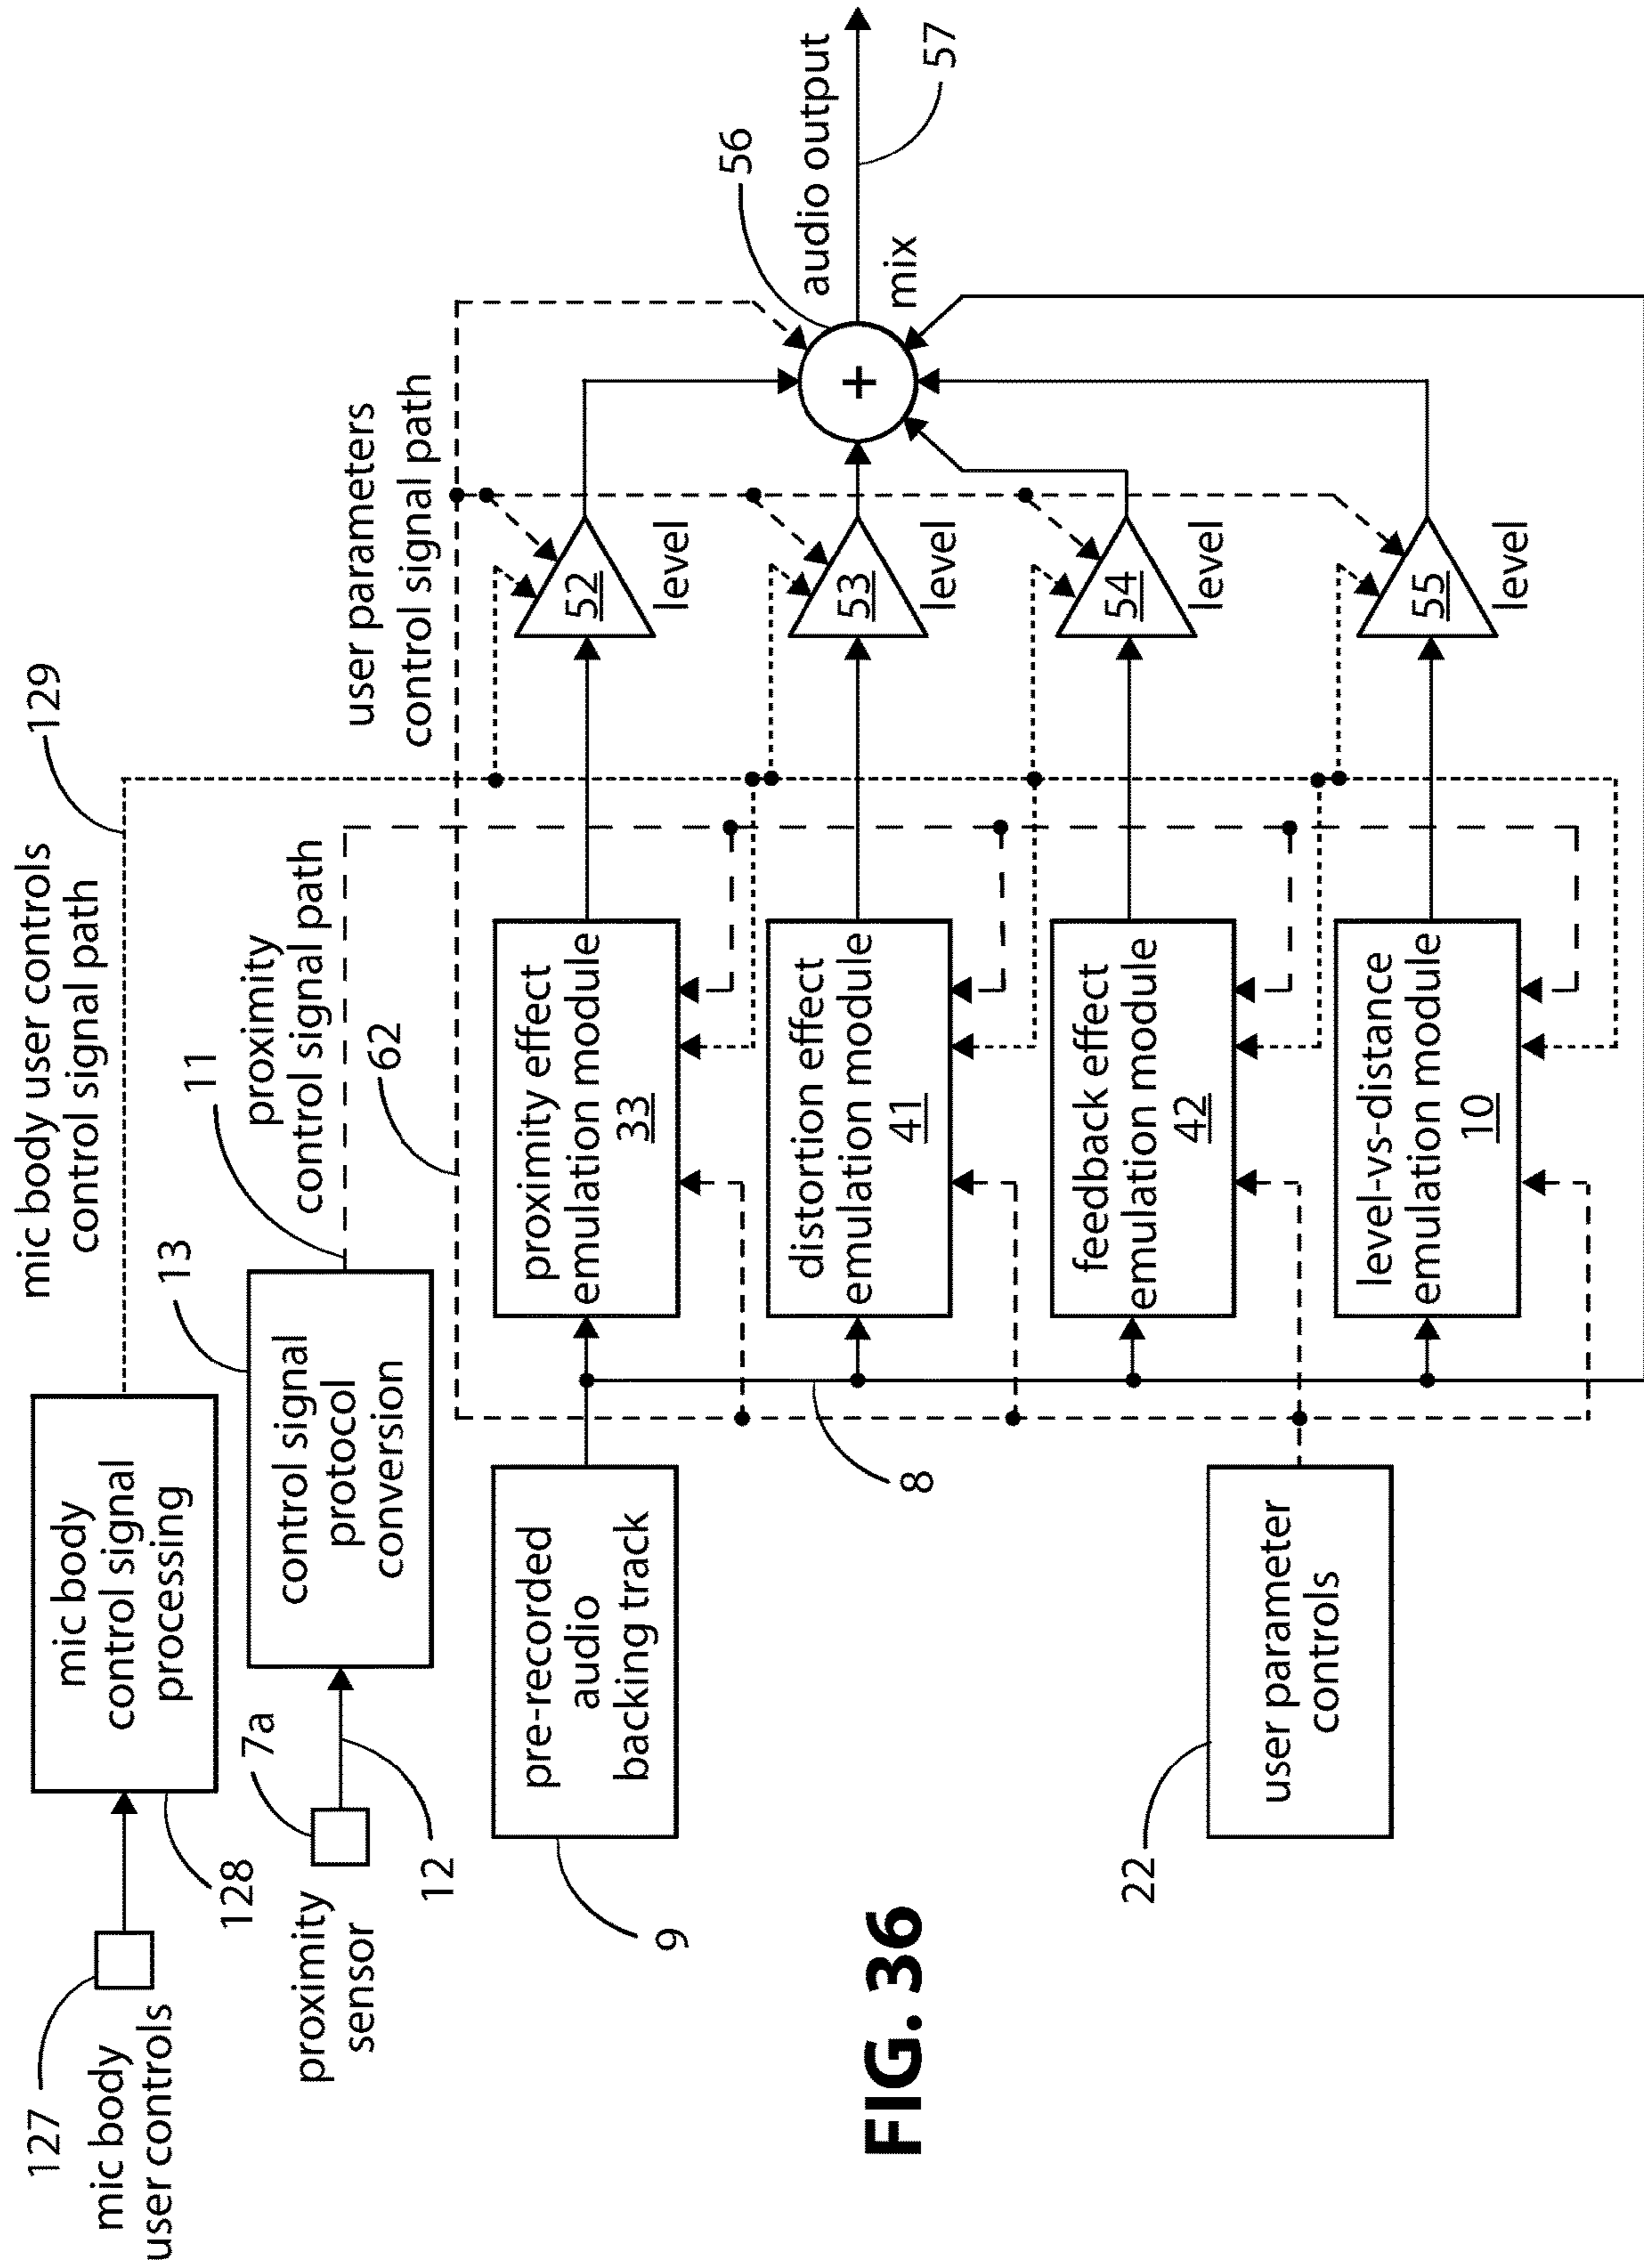 127
mic body
user controls
128
mic body
control signal
processing
mic body user controls
control signal path
129
proximity
sensor
7a
12
13
control signal
protocol
conversion
11
proximity
control signal path
62
user parameters
control signal path
9
pre-recorded
audio
backing track
8
proximity effect
emulation module
33
52
level
distortion effect
emulation module
41
53
level
feedback effect
emulation module
42
54
level
level-vs-distance
emulation module
10
55
level
22
user parameter
controls
56
+
mix
audio output
57
FIG. 36